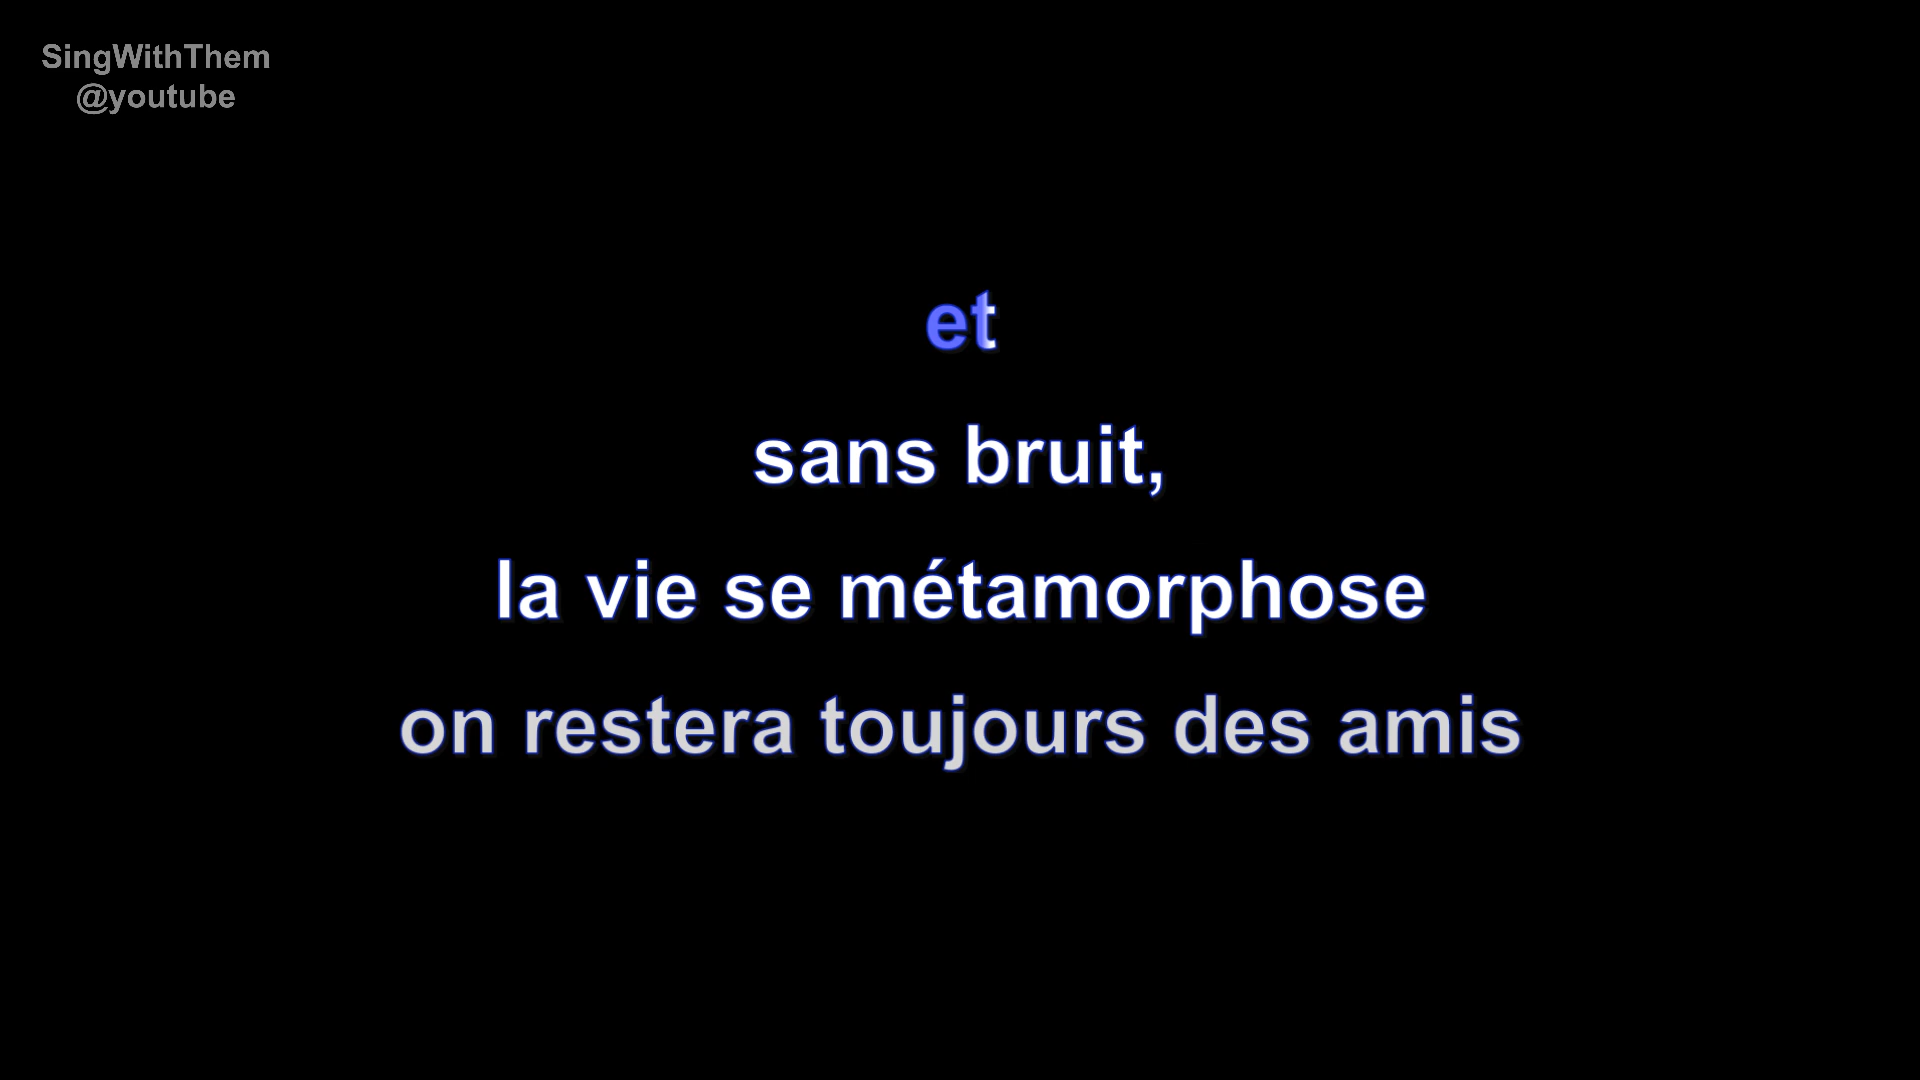 SingWithThem
@youtube
et
sans bruit,
la vie se métamorphose
on restera toujours des amis